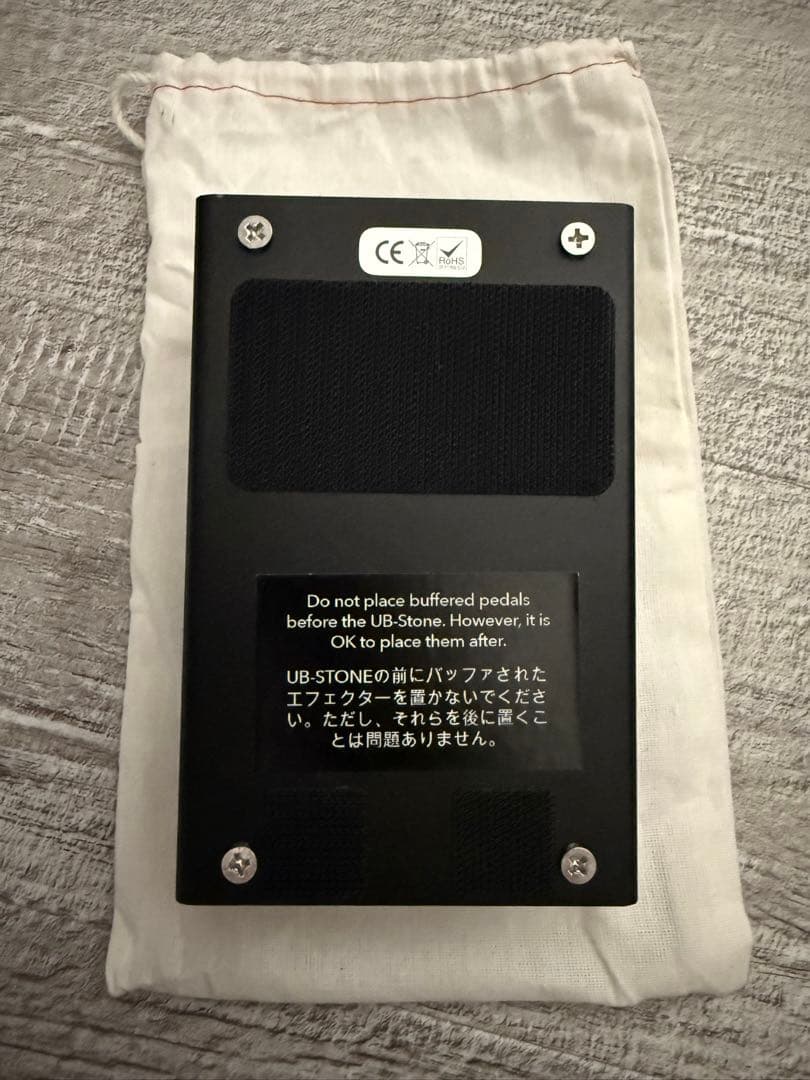 CE
RoHS
Do not place buffered pedals
before the UB-Stone. However, it is
OK to place them after.
UB-STONEの前にバッファされた
エフェクターを置かないでくださ
い。ただし、それらを後に置くこ
とは問題ありません。